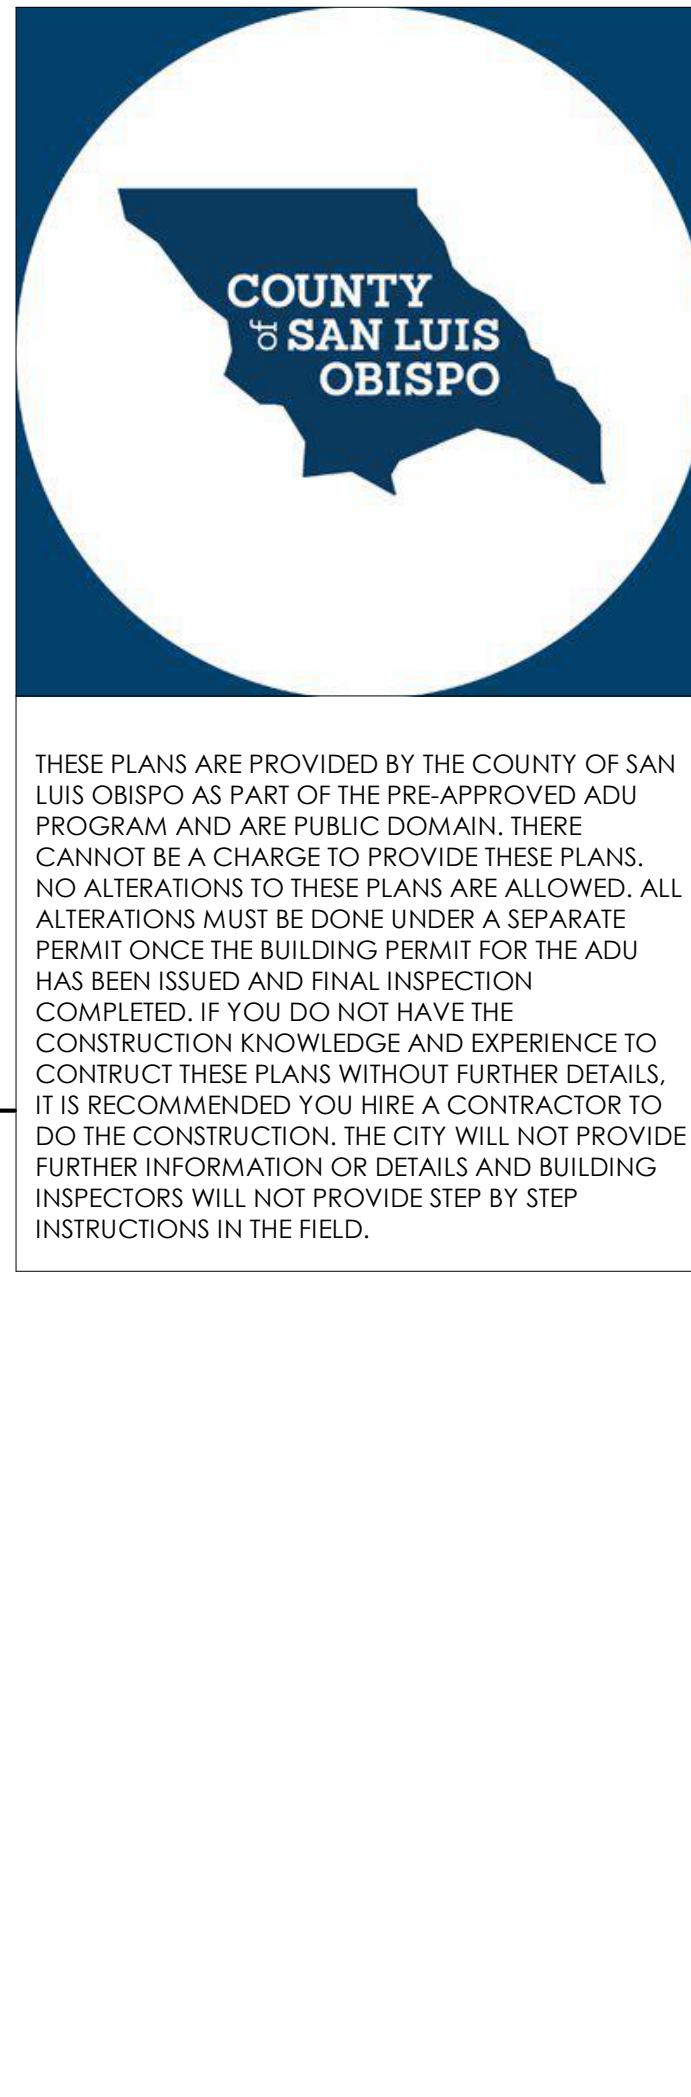 COUNTY
of SAN LUIS
OBISPO
THESE PLANS ARE PROVIDED BY THE COUNTY OF SAN
LUIS OBISPO AS PART OF THE PRE-APPROVED ADU
PROGRAM AND ARE PUBLIC DOMAIN. THERE
CANNOT BE A CHARGE TO PROVIDE THESE PLANS.
NO ALTERATIONS TO THESE PLANS ARE ALLOWED. ALL
ALTERATIONS MUST BE DONE UNDER A SEPARATE
PERMIT ONCE THE BUILDING PERMIT FOR THE ADU
HAS BEEN ISSUED AND FINAL INSPECTION
COMPLETED. IF YOU DO NOT HAVE THE
CONSTRUCTION KNOWLEDGE AND EXPERIENCE TO
CONTRUCT THESE PLANS WITHOUT FURTHER DETAILS,
IT IS RECOMMENDED YOU HIRE A CONTRACTOR TO
DO THE CONSTRUCTION. THE CITY WILL NOT PROVIDE
FURTHER INFORMATION OR DETAILS AND BUILDING
INSPECTORS WILL NOT PROVIDE STEP BY STEP
INSTRUCTIONS IN THE FIELD.